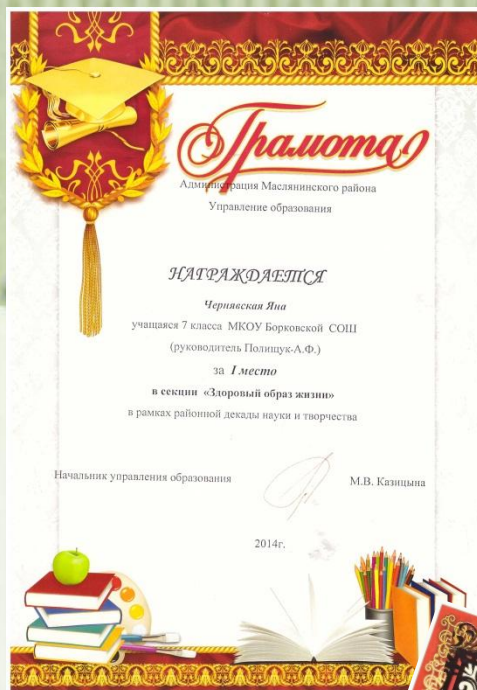 Грамота
Администрация Маслянинского района
Управление образования
НАГРАЖДАЕТСЯ
Чернявская Яна
учащаяся 7 класса МКОУ Борковской СОШ
(руководитель Полищук-А.Ф.)
за I место
в секции «Здоровый образ жизни»
в рамках районной декады науки и творчества
Начальник управления образования М.В. Казицына
2014г.